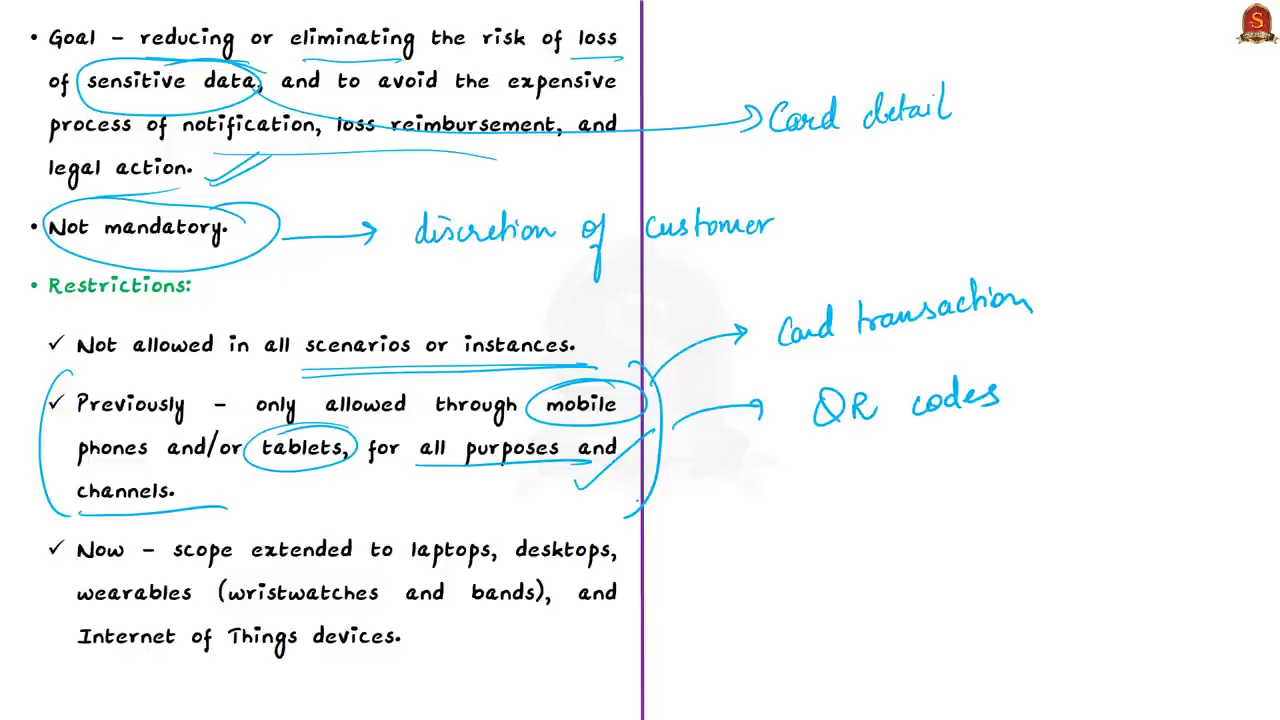 • Goal – reducing or eliminating the risk of loss
of sensitive data, and to avoid the expensive
process of notification, loss reimbursement, and
legal action.
Card detail
• Not mandatory.
discretion of customer
• Restrictions:
✓ Not allowed in all scenarios or instances.
✓ Previously – only allowed through mobile
phones and/or tablets, for all purposes and
channels.
Card transaction
QR codes
✓ Now – scope extended to laptops, desktops,
wearables (wristwatches and bands), and
Internet of Things devices.